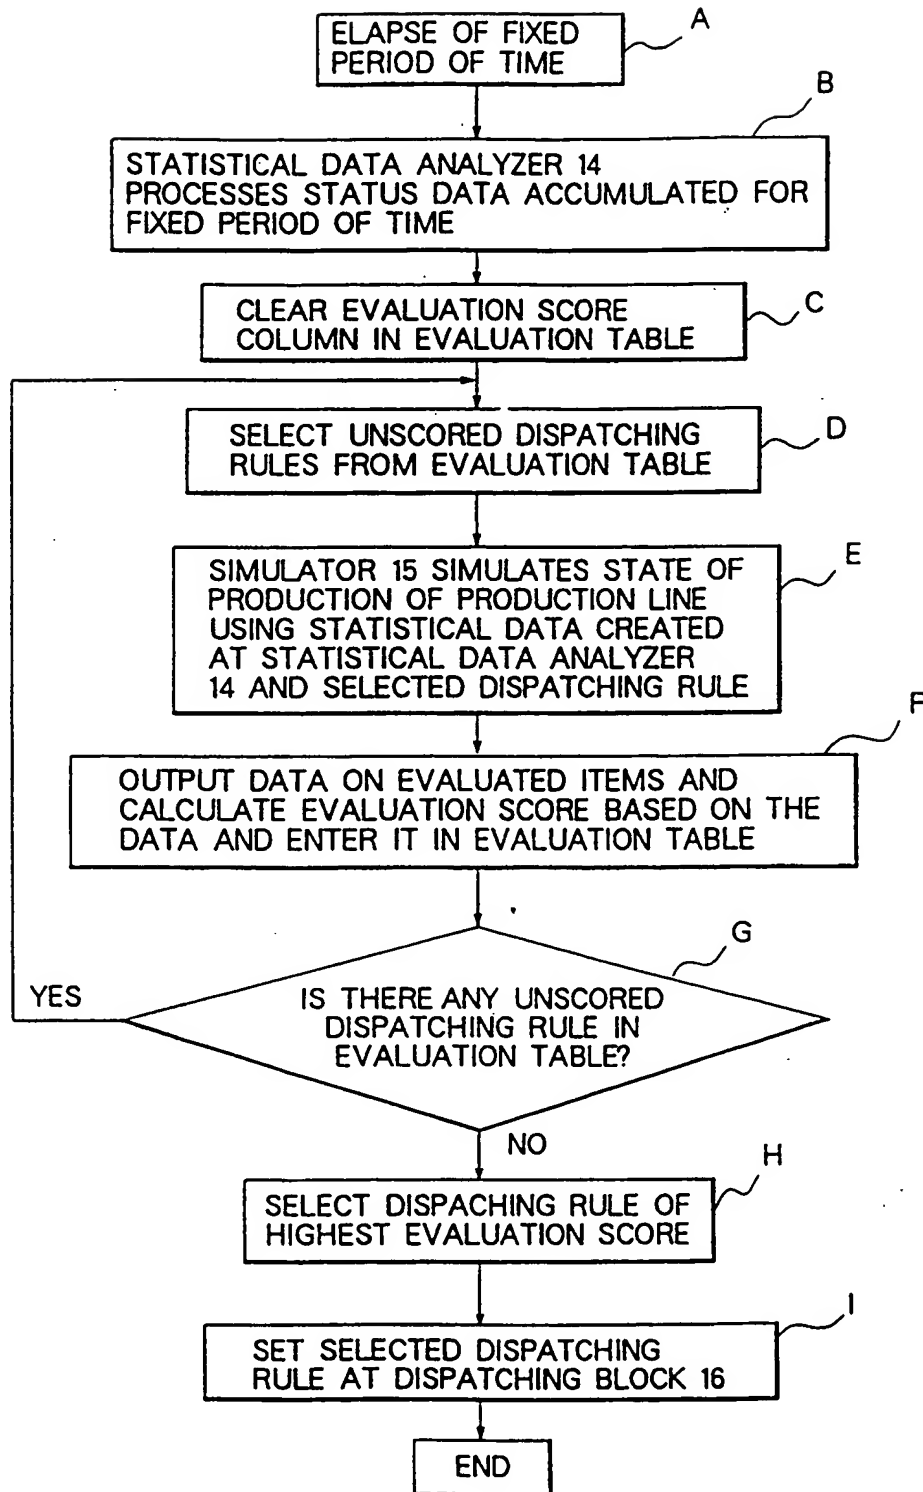 ELAPSE OF FIXED
PERIOD OF TIME
A
B
STATISTICAL DATA ANALYZER 14
PROCESSES STATUS DATA ACCUMULATED FOR
FIXED PERIOD OF TIME
CLEAR EVALUATION SCORE
COLUMN IN EVALUATION TABLE
C
SELECT UNSCORED DISPATCHING
RULES FROM EVALUATION TABLE
D
SIMULATOR 15 SIMULATES STATE OF
PRODUCTION OF PRODUCTION LINE
USING STATISTICAL DATA CREATED
AT STATISTICAL DATA ANALYZER
14 AND SELECTED DISPATCHING RULE
E
F
OUTPUT DATA ON EVALUATED ITEMS AND
CALCULATE EVALUATION SCORE BASED ON THE
DATA AND ENTER IT IN EVALUATION TABLE
G
YES
IS THERE ANY UNSCORED
DISPATCHING RULE IN
EVALUATION TABLE?
NO
H
SELECT DISPACHING RULE OF
HIGHEST EVALUATION SCORE
I
SET SELECTED DISPATCHING
RULE AT DISPATCHING BLOCK 16
END